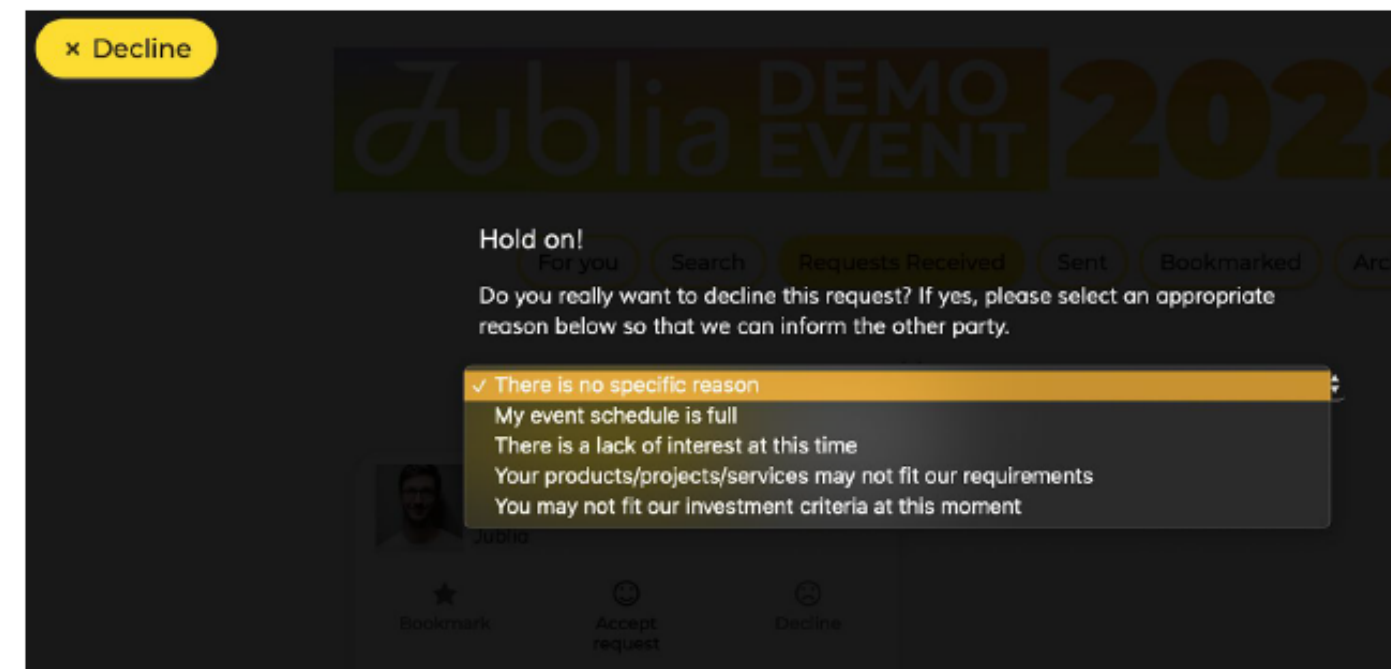 × Decline
Jublia DEMO EVENT 202
Hold on!
For you Search Requests Received Sent Bookmarked Arc
Do you really want to decline this request? If yes, please select an appropriate
reason below so that we can inform the other party.
✓ There is no specific reason
My event schedule is full
There is a lack of interest at this time
Your products/projects/services may not fit our requirements
You may not fit our investment criteria at this moment
Jublia
Bookmark Accept request Decline